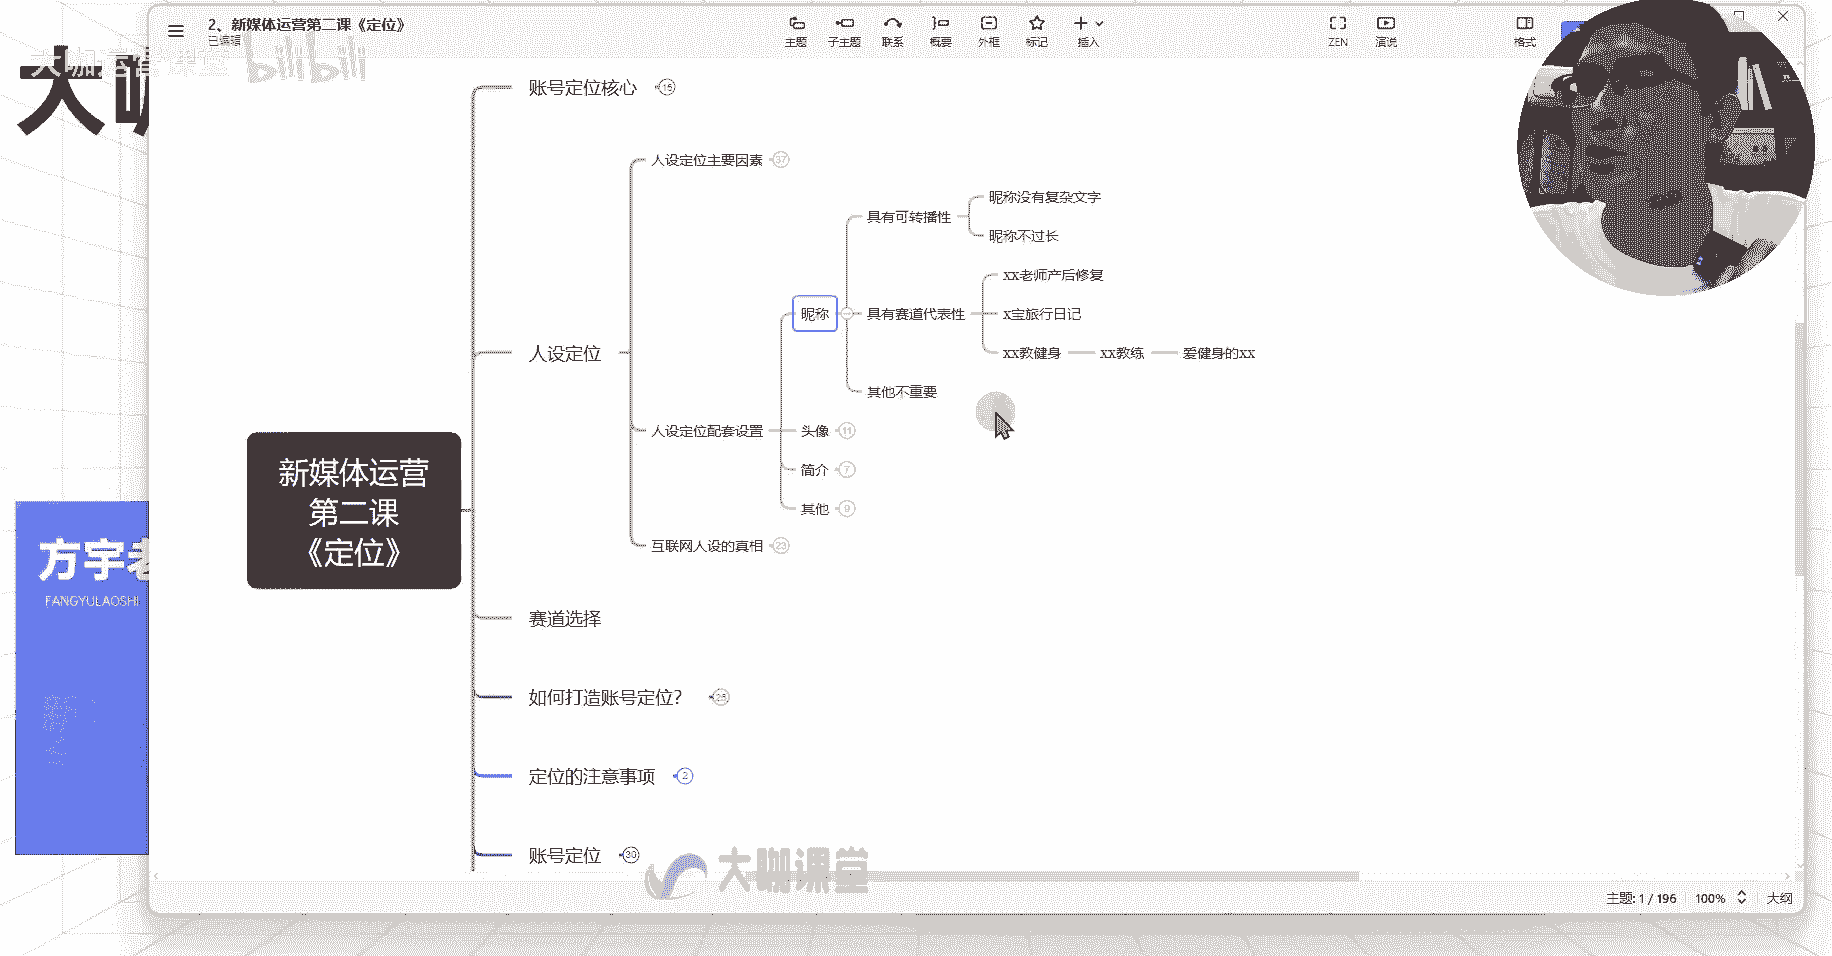 2、新媒体运营第二课《定位》
已编辑
主题
子主题
联系
概要
外框
标记
插入
ZEN
演说
格式
大咖运营课堂
bilibili
大咖
账号定位核心 15
人设定位主要因素 37
昵称没有复杂文字
具有可转播性
昵称不过长
xx老师产后修复
昵称
具有赛道代表性
x宝旅行日记
人设定位
xx教健身
xx教练
爱健身的xx
其他不重要
人设定位配套设置
头像 11
简介 7
其他 9
新媒体运营
第二课
《定位》
互联网人设的真相 23
方宇老
FANGYULAOSHI
赛道选择
如何打造账号定位？
定位的注意事项 2
账号定位 30
大咖课堂
主题: 1 / 196
100%
大纲